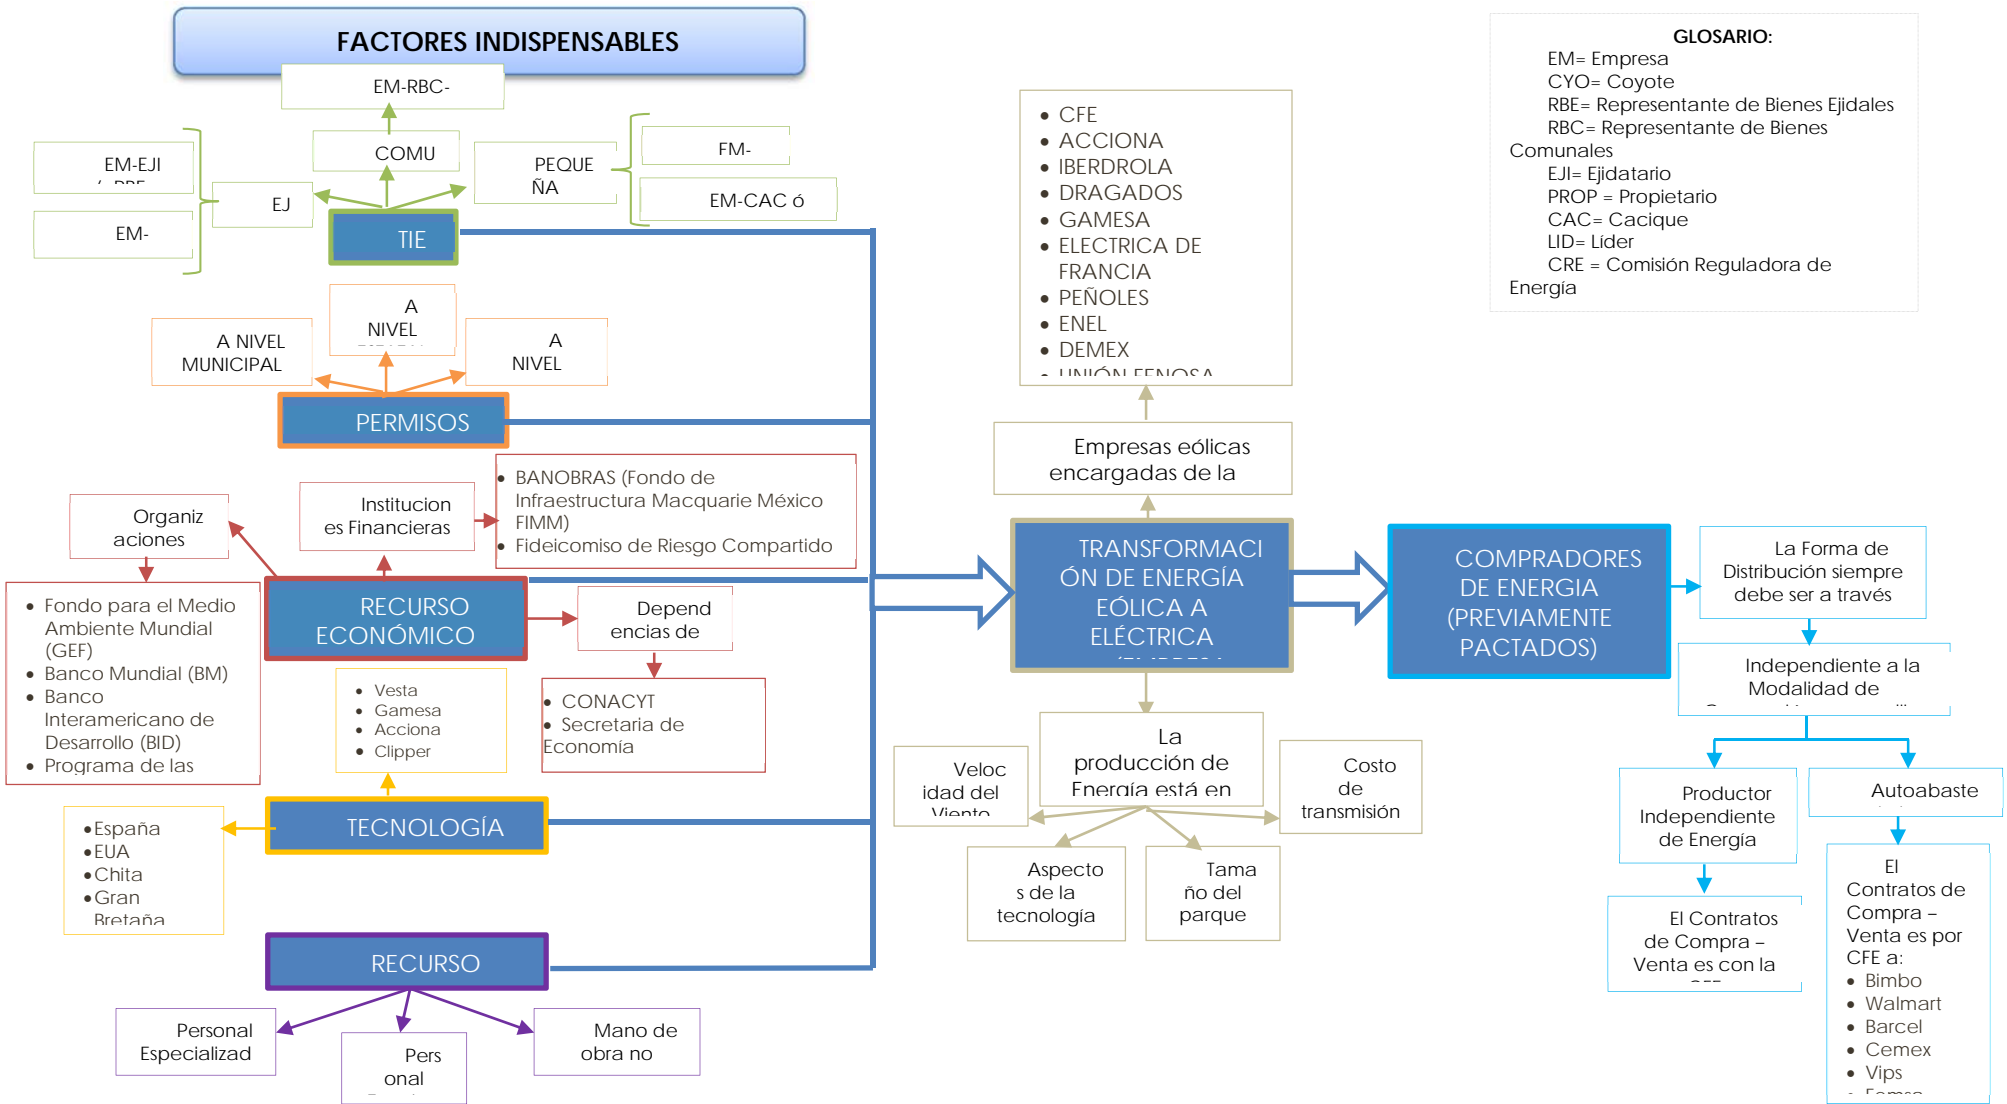 FACTORES INDISPENSABLES
EM-RBC-
EM-EJI
EM-
EJ
COMU
PEQUE
ÑA
FM-
EM-CAC ó
TIE
A NIVEL
MUNICIPAL
A
NIVEL
A
NIVEL
PERMISOS
Organiz
aciones
Institucion
es Financieras
• BANOBRAS (Fondo de
Infraestructura Macquarie México
FIMM)
• Fideicomiso de Riesgo Compartido
• Fondo para el Medio
Ambiente Mundial
(GEF)
• Banco Mundial (BM)
• Banco
Interamericano de
Desarrollo (BID)
• Programa de las
RECURSO
ECONÓMICO
Depend
encias de
• CONACYT
• Secretaria de
Economía
• Vesta
• Gamesa
• Acciona
• Clipper
TECNOLOGÍA
• España
• EUA
• Chita
• Gran
Bretaña
RECURSO
Personal
Especializad
Pers
onal
Mano de
obra no
• CFE
• ACCIONA
• IBERDROLA
• DRAGADOS
• GAMESA
• ELECTRICA DE
FRANCIA
• PEÑOLES
• ENEL
• DEMEX
• UNIÓN FENOSA
Empresas eólicas
encargadas de la
TRANSFORMACI
ÓN DE ENERGÍA
EÓLICA A
ELÉCTRICA
La
producción de
Energía está en
Veloc
idad del
Viento
Aspecto
s de la
tecnología
Tama
ño del
parque
Costo
de
transmisión
GLOSARIO:
EM= Empresa
CYO= Coyote
RBE= Representante de Bienes Ejidales
RBC= Representante de Bienes
Comunales
EJI= Ejidatario
PROP = Propietario
CAC= Cacique
LID= Líder
CRE = Comisión Reguladora de
Energía
COMPRADORES
DE ENERGIA
(PREVIAMENTE
PACTADOS)
La Forma de
Distribución siempre
debe ser a través
Independiente a la
Modalidad de
Productor
Independiente
de Energía
Autoabaste
El Contratos
de Compra –
Venta es con la
El
Contratos de
Compra –
Venta es por
CFE a:
• Bimbo
• Walmart
• Barcel
• Cemex
• Vips